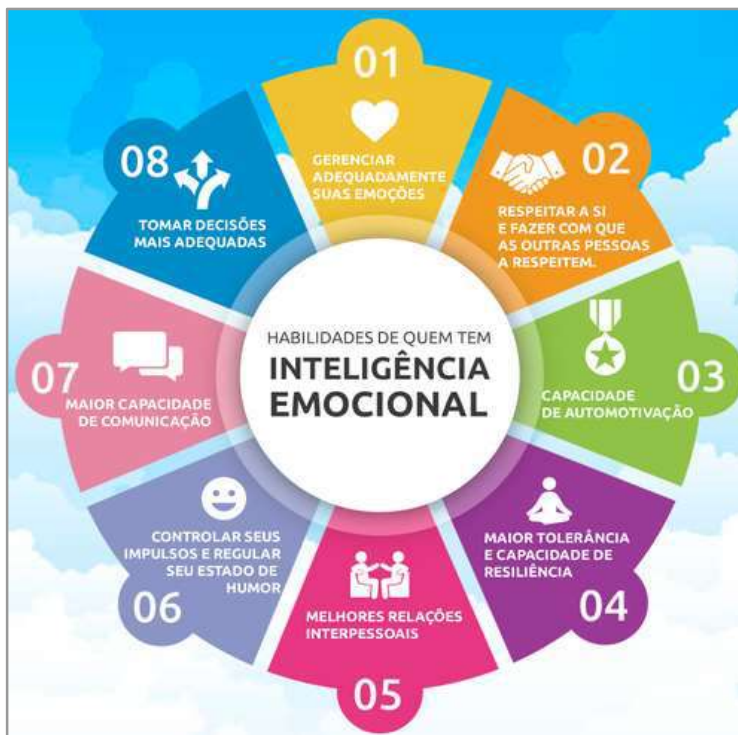 HABILIDADES DE QUEM TEM
INTELIGÊNCIA
EMOCIONAL
01
GERENCIAR
ADEQUADAMENTE
SUAS EMOÇÕES
02
RESPEITAR A SI
E FAZER COM QUE
AS OUTRAS PESSOAS
A RESPEITEM.
03
CAPACIDADE
DE AUTOMOTIVAÇÃO
04
MAIOR TOLERÂNCIA
E CAPACIDADE DE
RESILIÊNCIA
05
MELHORES RELAÇÕES
INTERPESSOAIS
06
CONTROLAR SEUS
IMPULSOS E REGULAR
SEU ESTADO DE
HUMOR
07
MAIOR CAPACIDADE
DE COMUNICAÇÃO
08
TOMAR DECISÕES
MAIS ADEQUADAS